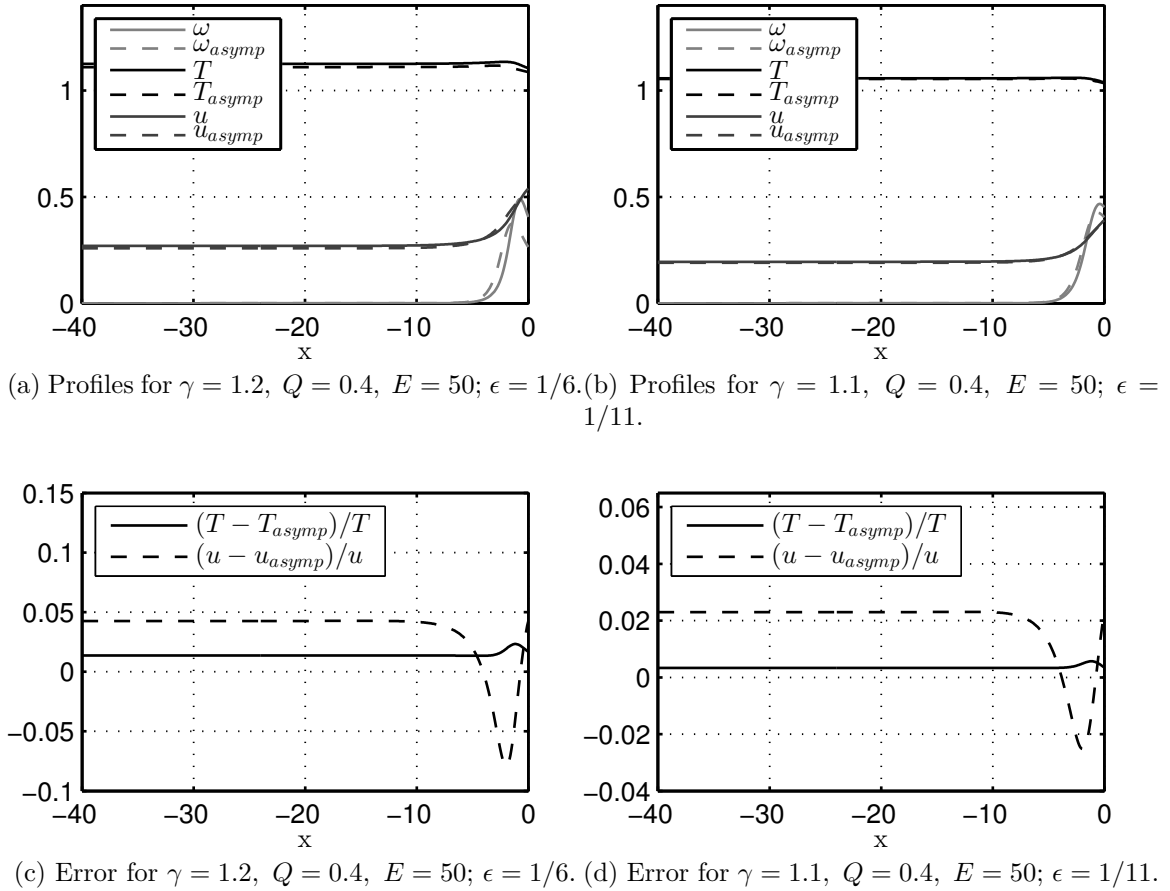 ω
ω_asymp
T
T_asymp
u
u_asymp
1
0.5
0
−40 −30 −20 −10 0
x
(a) Profiles for γ = 1.2, Q = 0.4, E = 50; ϵ = 1/6.
ω
ω_asymp
T
T_asymp
u
u_asymp
1
0.5
0
−40 −30 −20 −10 0
x
(b) Profiles for γ = 1.1, Q = 0.4, E = 50; ϵ =
1/11.
0.15
0.1
0.05
0
−0.05
−0.1
(T − T_asymp)/T
(u − u_asymp)/u
−40 −30 −20 −10 0
x
(c) Error for γ = 1.2, Q = 0.4, E = 50; ϵ = 1/6.
0.06
0.04
0.02
0
−0.02
−0.04
(T − T_asymp)/T
(u − u_asymp)/u
−40 −30 −20 −10 0
x
(d) Error for γ = 1.1, Q = 0.4, E = 50; ϵ = 1/11.